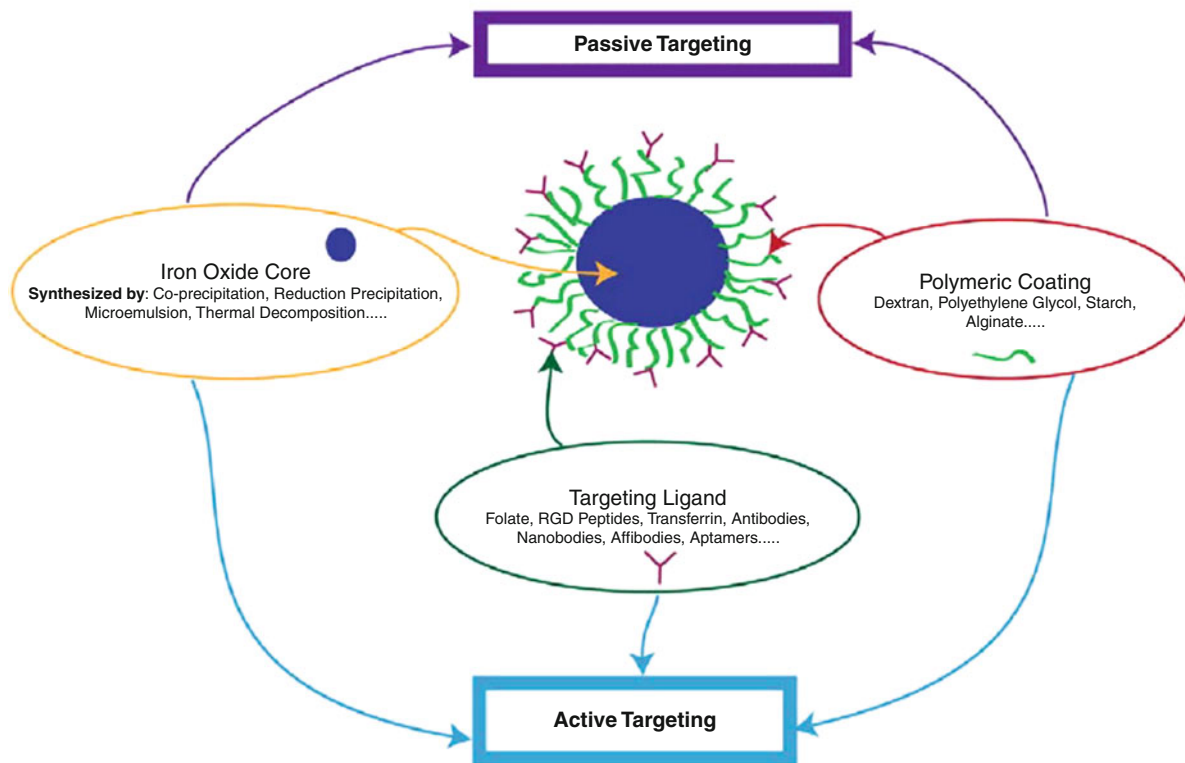 Passive Targeting
Iron Oxide Core
Synthesized by: Co-precipitation, Reduction Precipitation,
Microemulsion, Thermal Decomposition.....
Polymeric Coating
Dextran, Polyethylene Glycol, Starch,
Alginate.....
Targeting Ligand
Folate, RGD Peptides, Transferrin, Antibodies,
Nanobodies, Affibodies, Aptamers.....
Active Targeting